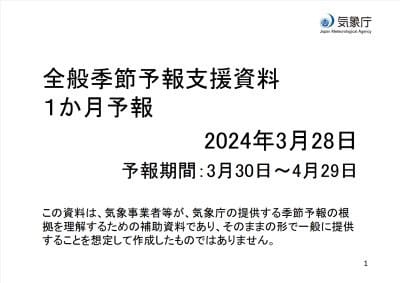 気象庁
Japan Meteorological Agency
全般季節予報支援資料
１か月予報
2024年3月28日
予報期間：3月30日～4月29日
この資料は、気象事業者等が、気象庁の提供する季節予報の根
拠を理解するための補助資料であり、そのままの形で一般に提供
することを想定して作成したものではありません。
1